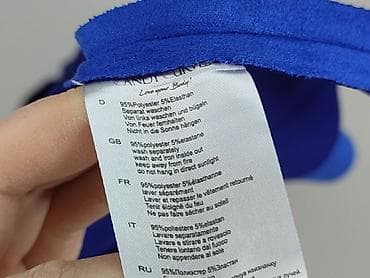 CANDY CURVES
Love your Body!
D
95%Polyester 5%Elasthan
Separat waschen
Von links waschen und bügeln
Von Feuer fernhalten
Nicht in die Sonne hängen
GB
95%polyester 5%elastane
wash separately
wash and iron inside out
keep away from fire
do not hang in direct sunlight
FR
95%polyester 5%élasthanne
laver séparément
Laver et repasser le vêtement retourné
Tenir éloigné du feu
Ne pas faire sécher au soleil
IT
95%poliestere 5%elastan
Lavare separatamente
Lavare e stirare a rovescio
Tenere lontano dal fuoco
Non appendere al sole
RU
95%Полиэстер 5%Эластан